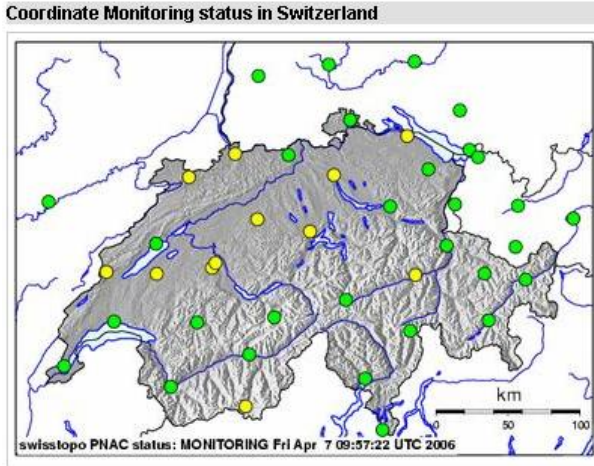 Coordinate Monitoring status in Switzerland
km
0 50 100
swisstopo PNAC status: MONITORING Fri Apr 7 09:57:22 UTC 2006